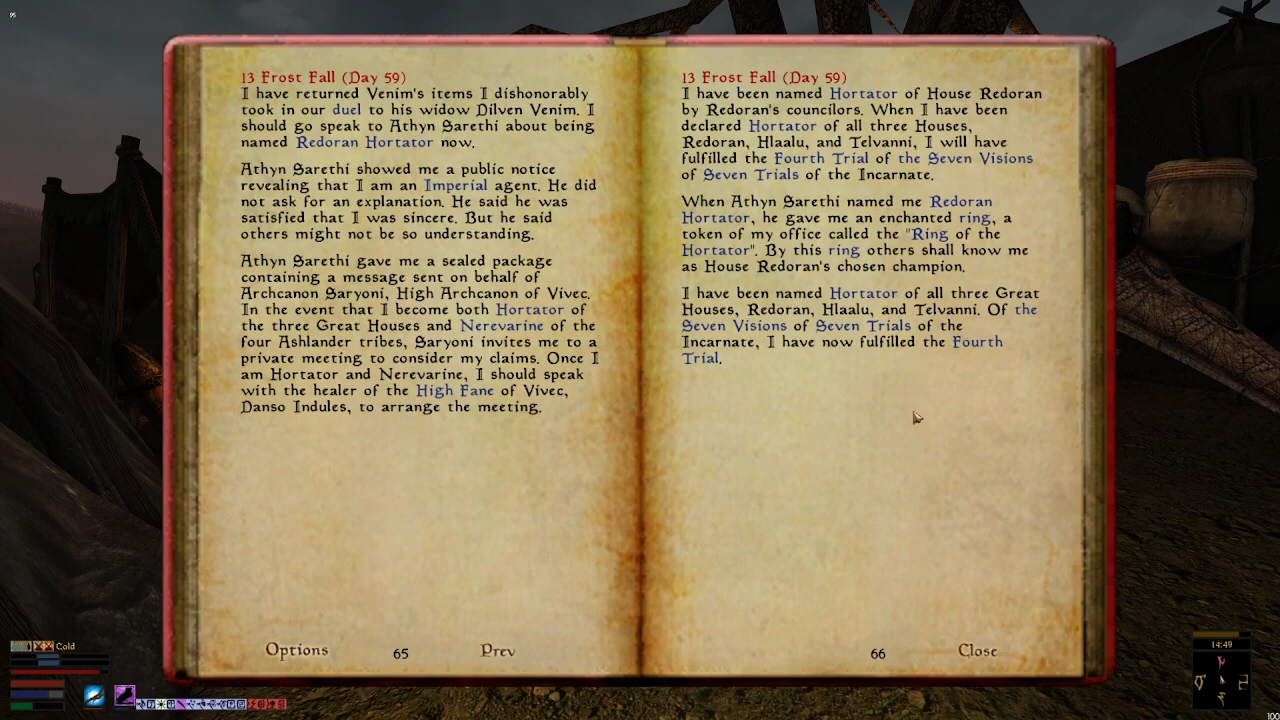 95
13 Frost Fall (Day 59)
I have returned Venim's items I dishonorably
took in our duel to his widow Dilven Venim. I
should go speak to Athyn Sarethi about being
named Redoran Hortator now.
Athyn Sarethi showed me a public notice
revealing that I am an Imperial agent. He did
not ask for an explanation. He said he was
satisfied that I was sincere. But he said
others might not be so understanding.
Athyn Sarethi gave me a sealed package
containing a message sent on behalf of
Archcanon Saryoni, High Archcanon of Vivec.
In the event that I become both Hortator of
the three Great Houses and Nerevarine of the
four Ashlander tribes, Saryoni invites me to a
private meeting to consider my claims. Once I
am Hortator and Nerevarine, I should speak
with the healer of the High Fane of Vivec,
Danso Indules, to arrange the meeting.
Options
65
Prev
13 Frost Fall (Day 59)
I have been named Hortator of House Redoran
by Redoran's councilors. When I have been
declared Hortator of all three Houses,
Redoran, Hlaalu, and Telvanni, I will have
fulfilled the Fourth Trial of the Seven Visions
of Seven Trials of the Incarnate.
When Athyn Sarethi named me Redoran
Hortator, he gave me an enchanted ring, a
token of my office called the "Ring of the
Hortator". By this ring others shall know me
as House Redoran's chosen champion.
I have been named Hortator of all three Great
Houses, Redoran, Hlaalu, and Telvanni. Of the
Seven Visions of Seven Trials of the
Incarnate, I have now fulfilled the Fourth
Trial.
66
Close
Cold
14:49
100